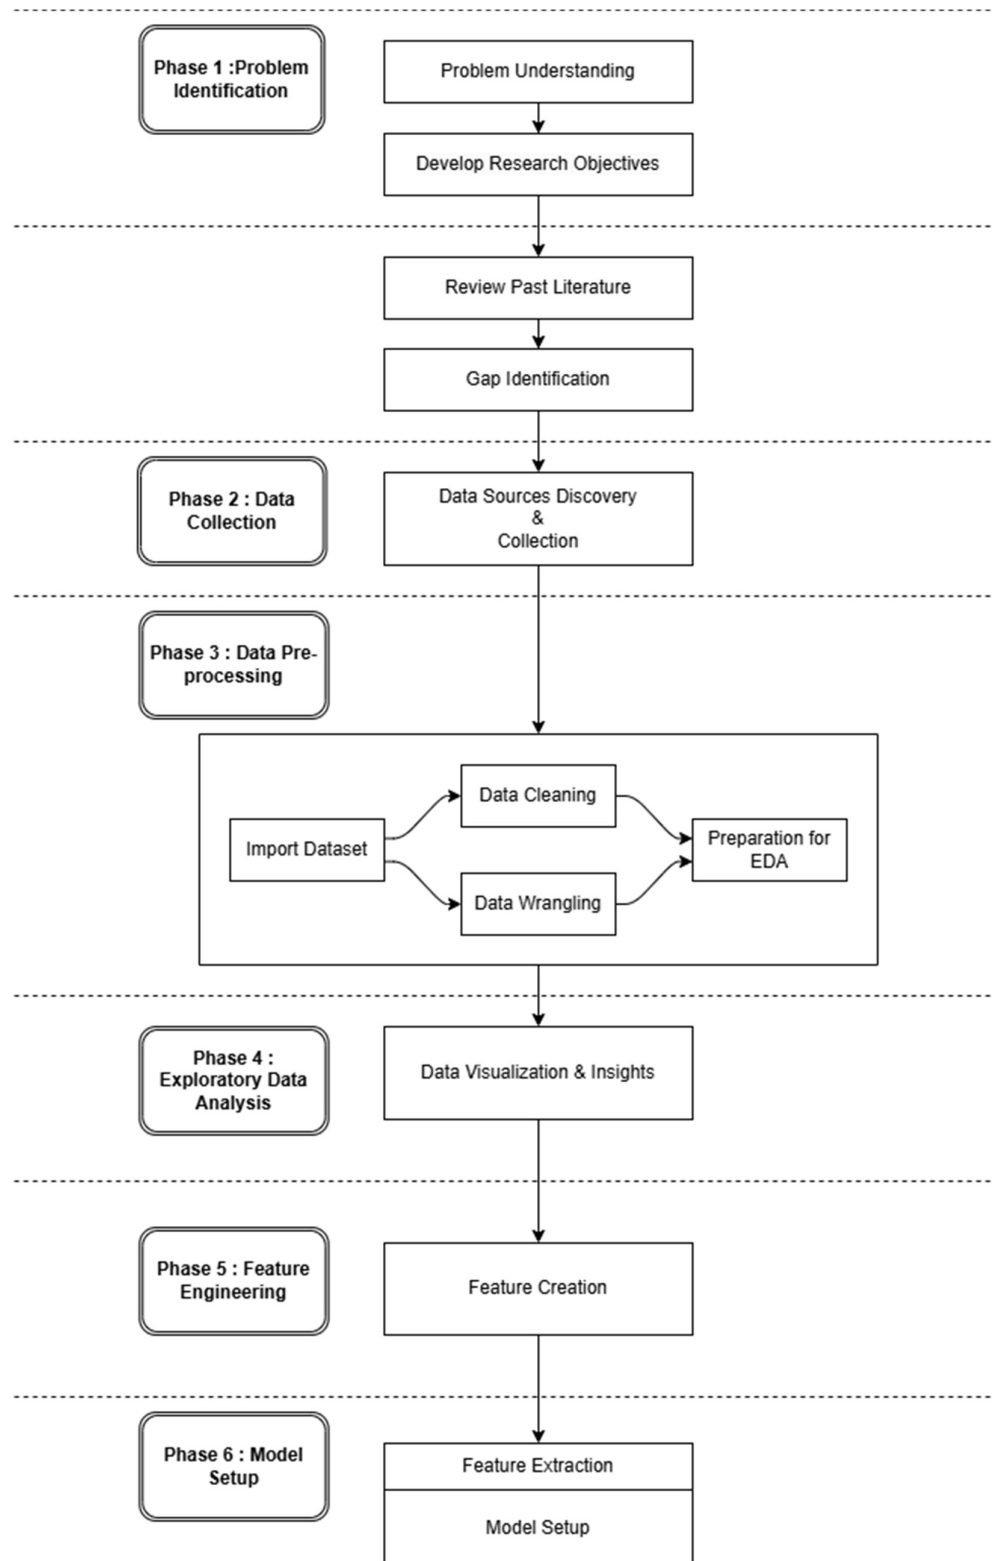 Phase 1 :Problem
Identification
Problem Understanding
Develop Research Objectives
Review Past Literature
Gap Identification
Phase 2 : Data
Collection
Data Sources Discovery
&
Collection
Phase 3 : Data Pre-
processing
Import Dataset
Data Cleaning
Data Wrangling
Preparation for
EDA
Phase 4 :
Exploratory Data
Analysis
Data Visualization & Insights
Phase 5 : Feature
Engineering
Feature Creation
Phase 6 : Model
Setup
Feature Extraction
Model Setup